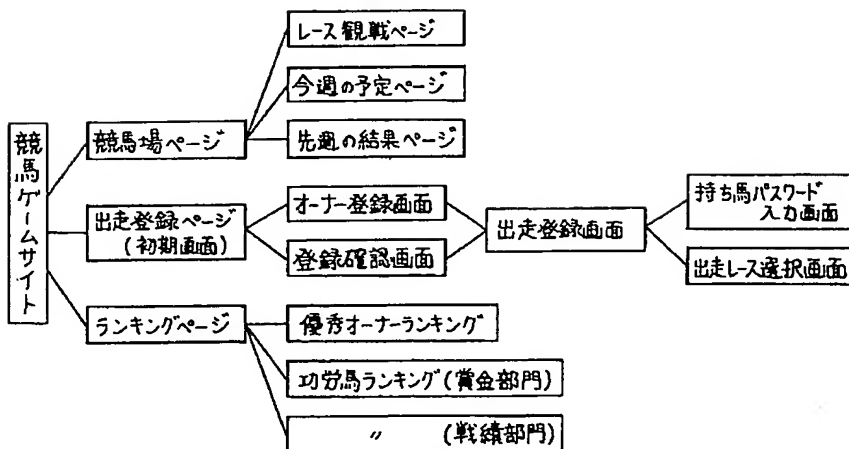 競馬ゲームサイト
競馬場ページ
レース観戦ページ
今週の予定ページ
先週の結果ページ
出走登録ページ
(初期画面)
オーナー登録画面
登録確認画面
出走登録画面
持ち馬パスワード
入力画面
出走レース選択画面
ランキングページ
優秀オーナーランキング
功労馬ランキング(賞金部門)
〃 (戦績部門)